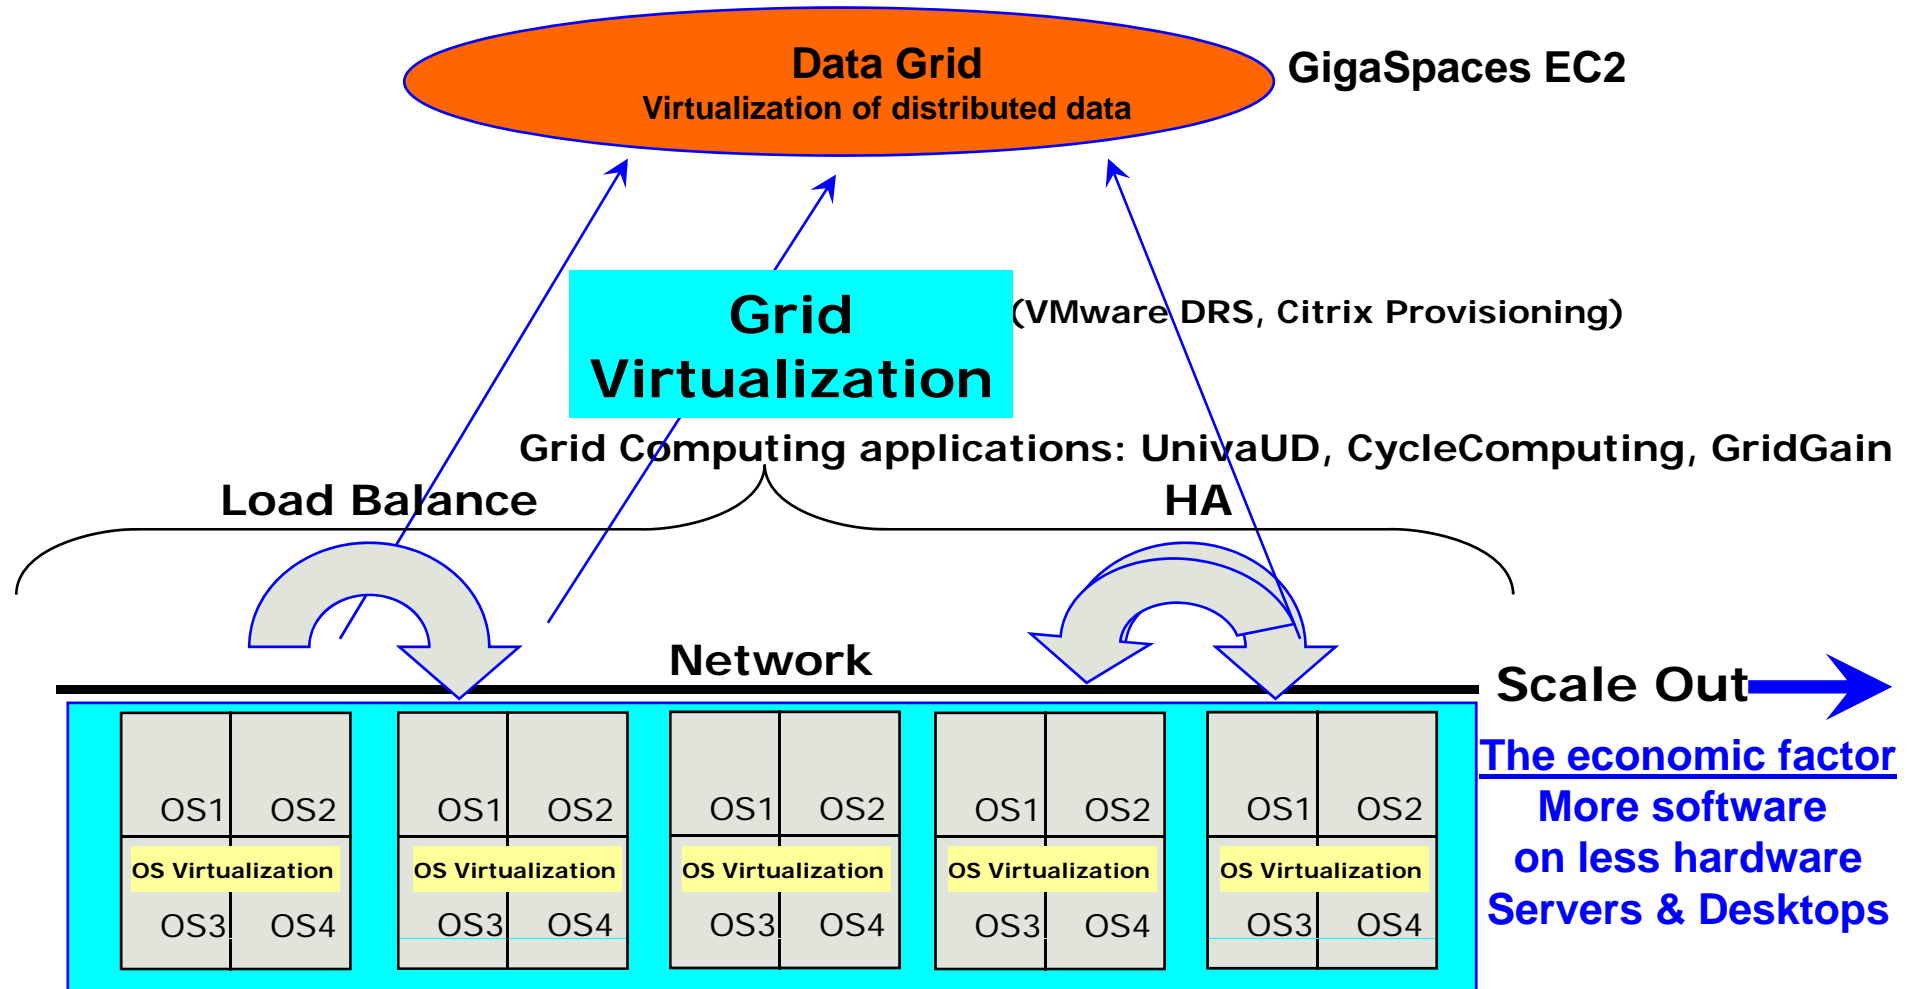 Data Grid
Virtualization of distributed data
GigaSpaces EC2
Grid
Virtualization
(VMware DRS, Citrix Provisioning)
Grid Computing applications: UnivaUD, CycleComputing, GridGain
Load Balance
HA
Network
Scale Out
OS1 OS2
OS Virtualization
OS3 OS4
OS1 OS2
OS Virtualization
OS3 OS4
OS1 OS2
OS Virtualization
OS3 OS4
OS1 OS2
OS Virtualization
OS3 OS4
OS1 OS2
OS Virtualization
OS3 OS4
The economic factor
More software
on less hardware
Servers & Desktops